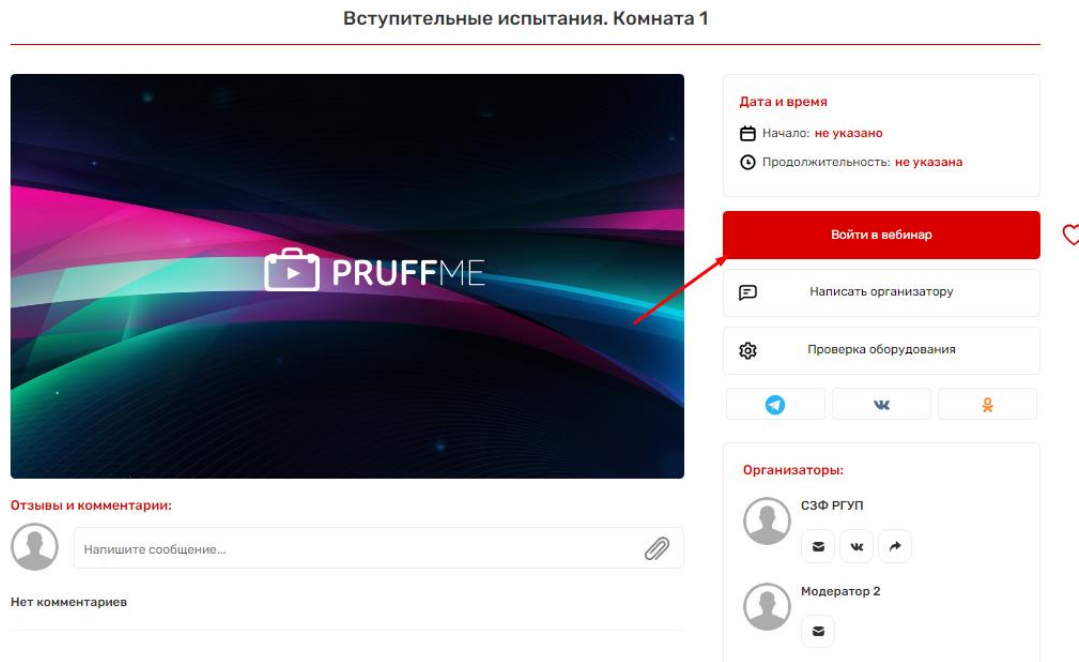 Вступительные испытания. Комната 1
PRUFFME
Дата и время
Начало: не указано
Продолжительность: не указана
Войти в вебинар
Написать организатору
Проверка оборудования
Организаторы:
СЗФ РГУП
Модератор 2
Отзывы и комментарии:
Напишите сообщение...
Нет комментариев